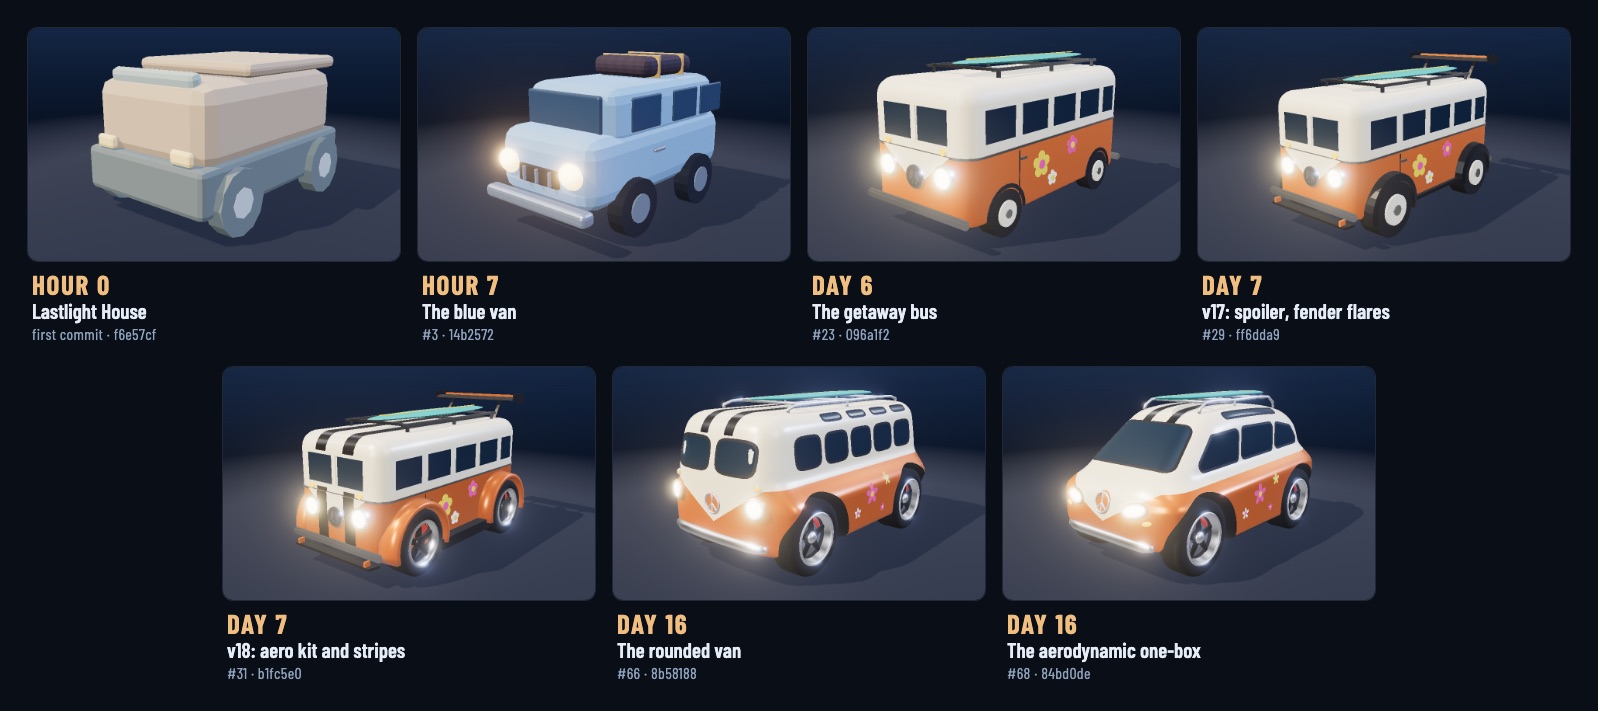 HOUR 0
Lastlight House
first commit · f6e57cf
HOUR 7
The blue van
#3 · 14b2572
DAY 6
The getaway bus
#23 · 096a1f2
DAY 7
v17: spoiler, fender flares
#29 · ff6dda9
DAY 7
v18: aero kit and stripes
#31 · b1fc5e0
DAY 16
The rounded van
#66 · 8b58188
DAY 16
The aerodynamic one-box
#68 · 84bd0de